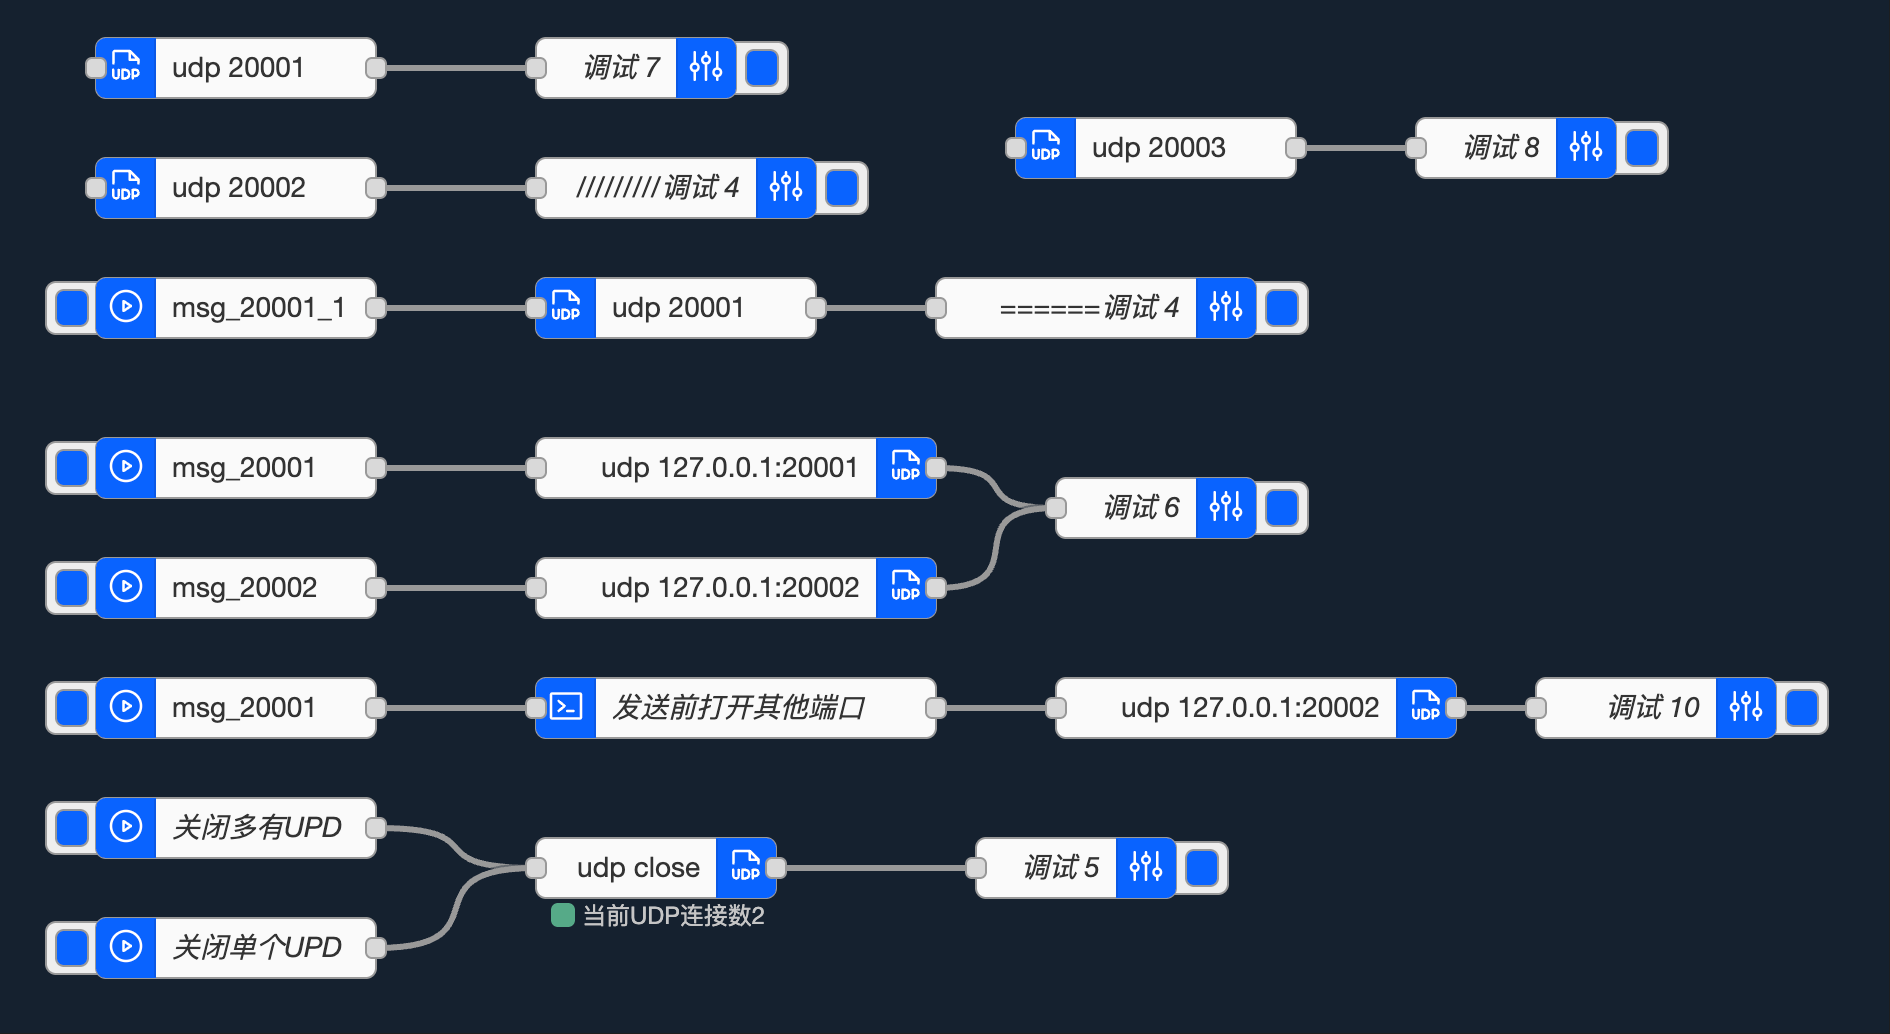 UDP udp 20001 调试 7
UDP udp 20003 调试 8
UDP udp 20002 /////////调试 4
msg_20001_1 UDP udp 20001 ======调试 4
msg_20001 udp 127.0.0.1:20001 UDP
调试 6
msg_20002 udp 127.0.0.1:20002 UDP
msg_20001 发送前打开其他端口 udp 127.0.0.1:20002 UDP 调试 10
关闭多有UPD
udp close UDP 调试 5
当前UDP连接数2
关闭单个UPD